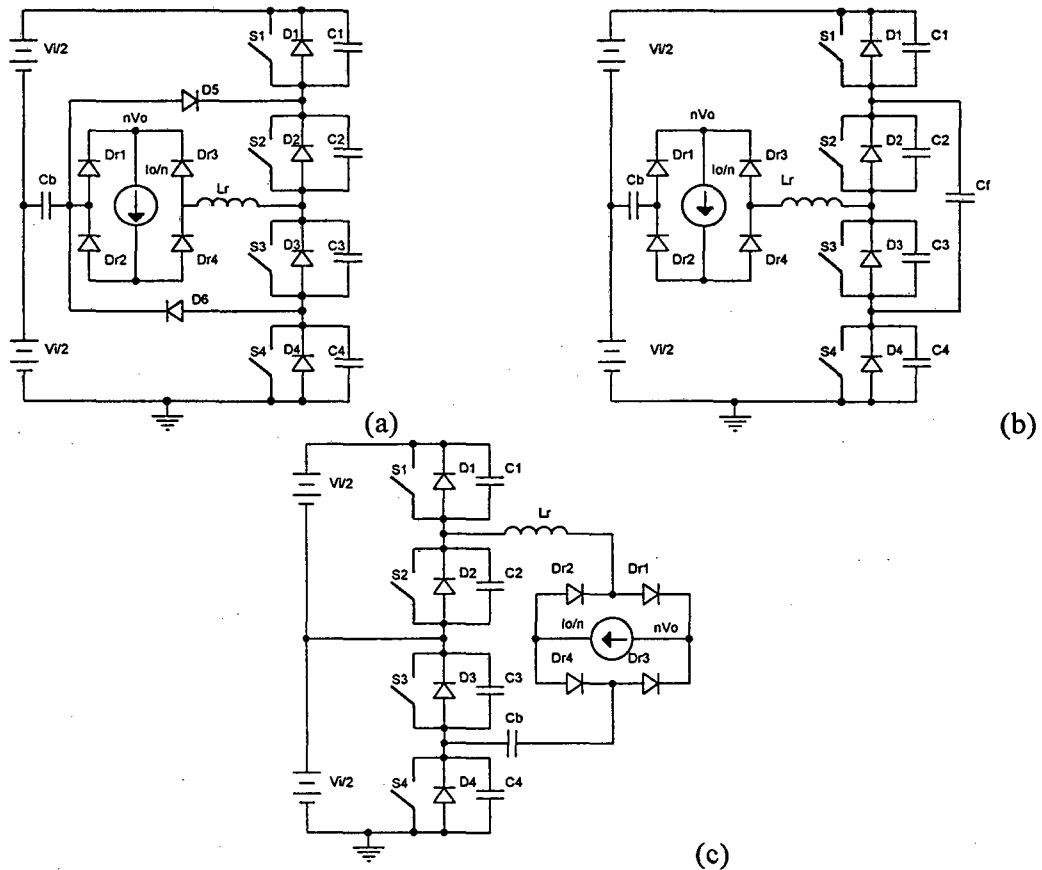 Vi/2
S1
D1
C1
D5
nVo
Dr1
Dr3
S2
D2
C2
Cb
Io/n
Lr
Dr2
Dr4
S3
D3
C3
D6
Vi/2
S4
D4
C4
(a)
Vi/2
S1
D1
C1
nVo
Dr1
Dr3
S2
D2
C2
Cb
Io/n
Lr
Cf
Dr2
Dr4
S3
D3
C3
Vi/2
S4
D4
C4
(b)
Vi/2
S1
D1
C1
Lr
S2
D2
C2
Dr2
Dr1
Io/n
nVo
Dr4
Dr3
S3
D3
C3
Cb
Vi/2
S4
D4
C4
(c)